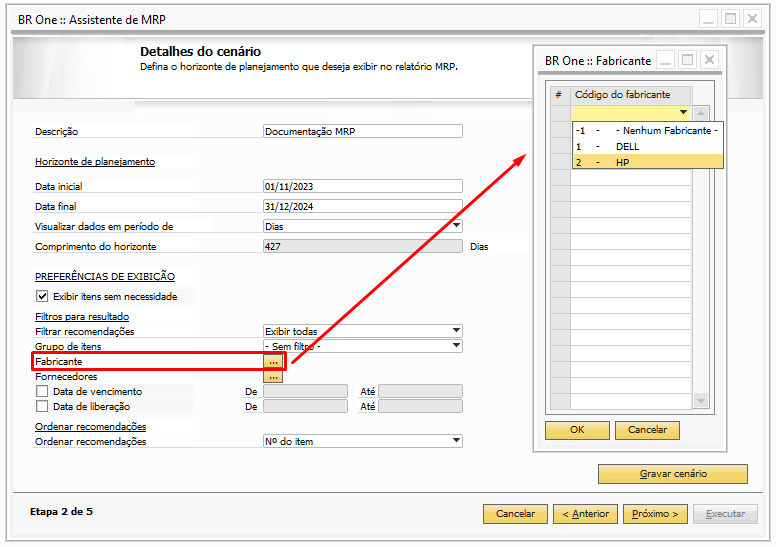 BR One :: Assistente de MRP
Detalhes do cenário
Defina o horizonte de planejamento que deseja exibir no relatório MRP.
Descrição Documentação MRP
Horizonte de planejamento
Data inicial 01/11/2023
Data final 31/12/2024
Visualizar dados em período de Dias
Comprimento do horizonte 427 Dias
PREFERÊNCIAS DE EXIBIÇÃO
Exibir itens sem necessidade
Filtros para resultado
Filtrar recomendações Exibir todas
Grupo de itens - Sem filtro -
Fabricante ...
Fornecedores ...
Data de vencimento De Até
Data de liberação De Até
Ordenar recomendações
Ordenar recomendações Nº do item
BR One :: Fabricante
# Código do fabricante
-1 - - Nenhum Fabricante -
1 - DELL
2 - HP
OK Cancelar
Gravar cenário
Etapa 2 de 5 Cancelar < Anterior Próximo > Executar